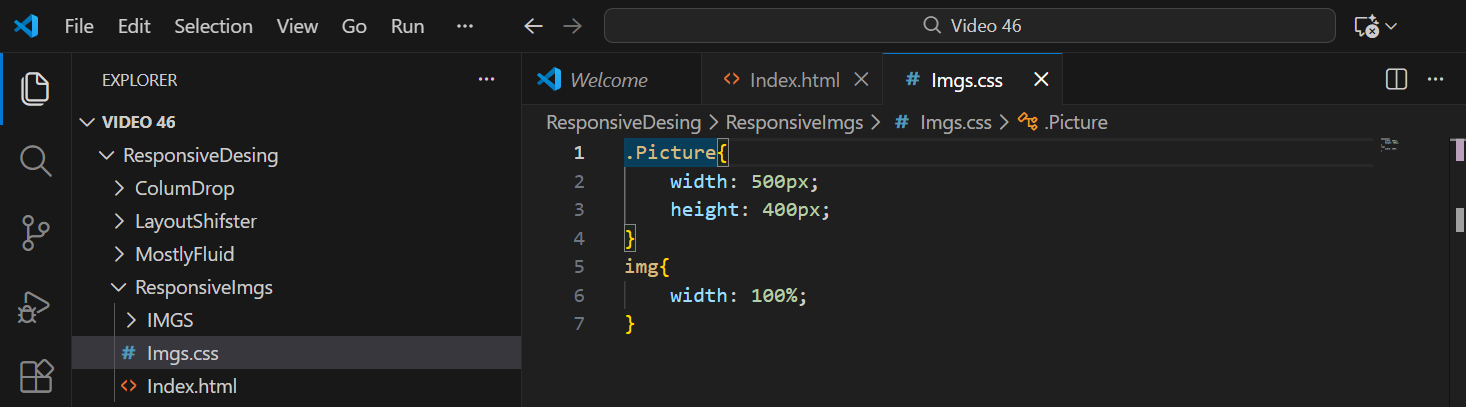 File Edit Selection View Go Run ···
Video 46
EXPLORER ···
Welcome
<> Index.html
# Imgs.css
···
VIDEO 46
ResponsiveDesing
ColumDrop
LayoutShifster
MostlyFluid
ResponsiveImgs
IMGS
# Imgs.css
<> Index.html
ResponsiveDesing > ResponsiveImgs > # Imgs.css > .Picture
1 .Picture{
2 width: 500px;
3 height: 400px;
4 }
5 img{
6 width: 100%;
7 }